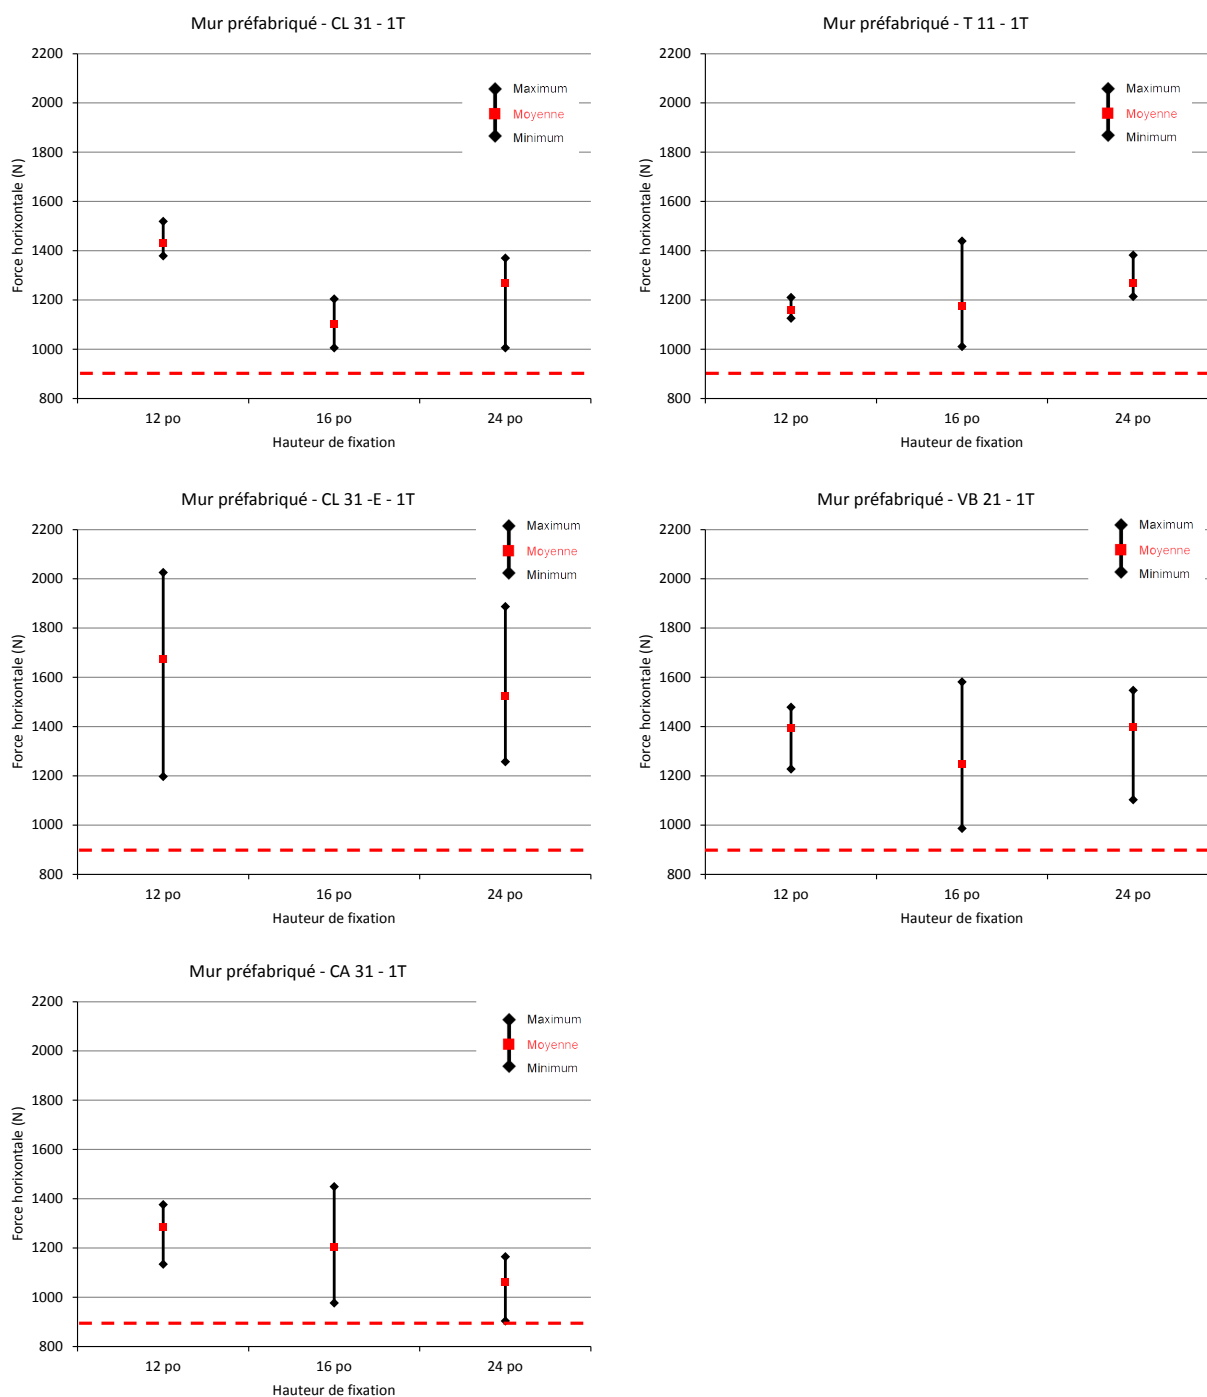 Mur préfabriqué - CL 31 - 1T
2200
2000
1800
1600
1400
1200
1000
800
Force horixontale (N)
Maximum
Moyenne
Minimum
12 po
16 po
24 po
Hauteur de fixation
Mur préfabriqué - T 11 - 1T
2200
2000
1800
1600
1400
1200
1000
800
Force horixontale (N)
Maximum
Moyenne
Minimum
12 po
16 po
24 po
Hauteur de fixation
Mur préfabriqué - CL 31 -E - 1T
2200
2000
1800
1600
1400
1200
1000
800
Force horixontale (N)
Maximum
Moyenne
Minimum
12 po
16 po
24 po
Hauteur de fixation
Mur préfabriqué - VB 21 - 1T
2200
2000
1800
1600
1400
1200
1000
800
Force horixontale (N)
Maximum
Moyenne
Minimum
12 po
16 po
24 po
Hauteur de fixation
Mur préfabriqué - CA 31 - 1T
2200
2000
1800
1600
1400
1200
1000
800
Force horixontale (N)
Maximum
Moyenne
Minimum
12 po
16 po
24 po
Hauteur de fixation